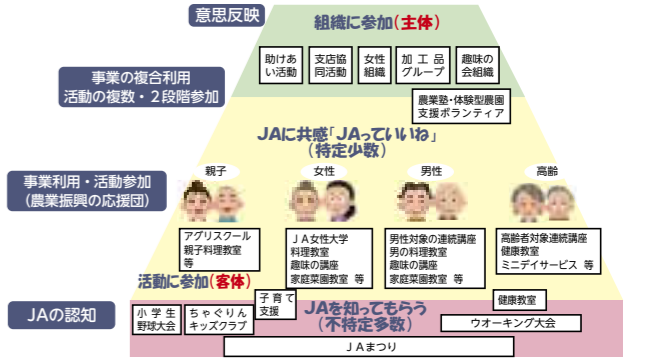 意思反映
組織に参加(主体)
助けあ
い活動
支店協
同活動
女性
組織
加工品
グループ
趣味の
会組織
事業の複合利用
活動の複数・２段階参加
農業塾・体験型農園
支援ボランティア
JAに共感「JAっていいね」
(特定少数)
事業利用・活動参加
(農業振興の応援団)
親子
女性
男性
高齢
アグリスクール
親子料理教室
等
ＪＡ女性大学
料理教室
趣味の講座
家庭菜園教室 等
男性対象の連続講座
男の料理教室
趣味の講座
家庭菜園教室 等
高齢者対象連続講座
健康教室
ミニデイサービス 等
活動に参加(客体)
JAの認知
小学生
野球大会
ちゃぐりん
キッズクラブ
子育て
支援
JAを知ってもらう
(不特定多数)
健康教室
ウオーキング大会
ＪＡまつり